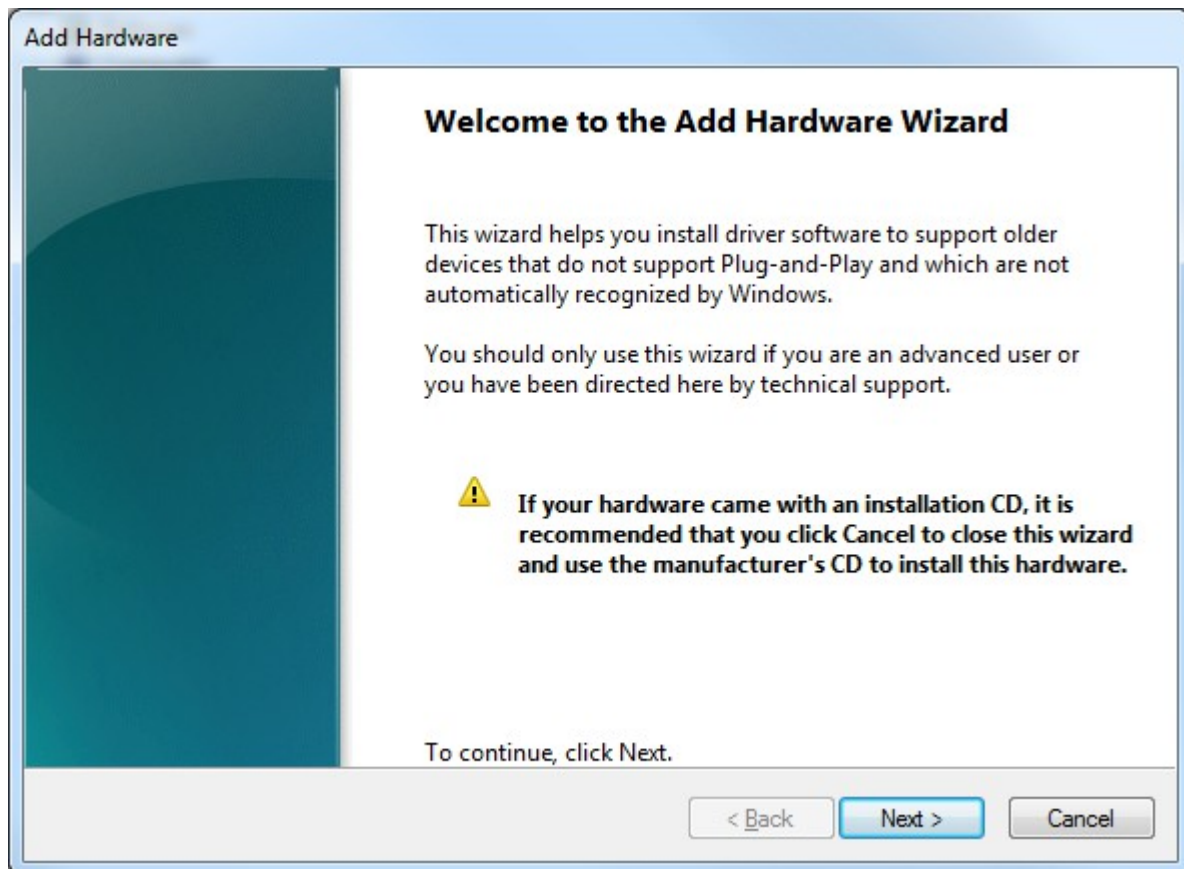 Add Hardware
Welcome to the Add Hardware Wizard
This wizard helps you install driver software to support older
devices that do not support Plug-and-Play and which are not
automatically recognized by Windows.
You should only use this wizard if you are an advanced user or
you have been directed here by technical support.
If your hardware came with an installation CD, it is
recommended that you click Cancel to close this wizard
and use the manufacturer's CD to install this hardware.
To continue, click Next.
< Back Next > Cancel